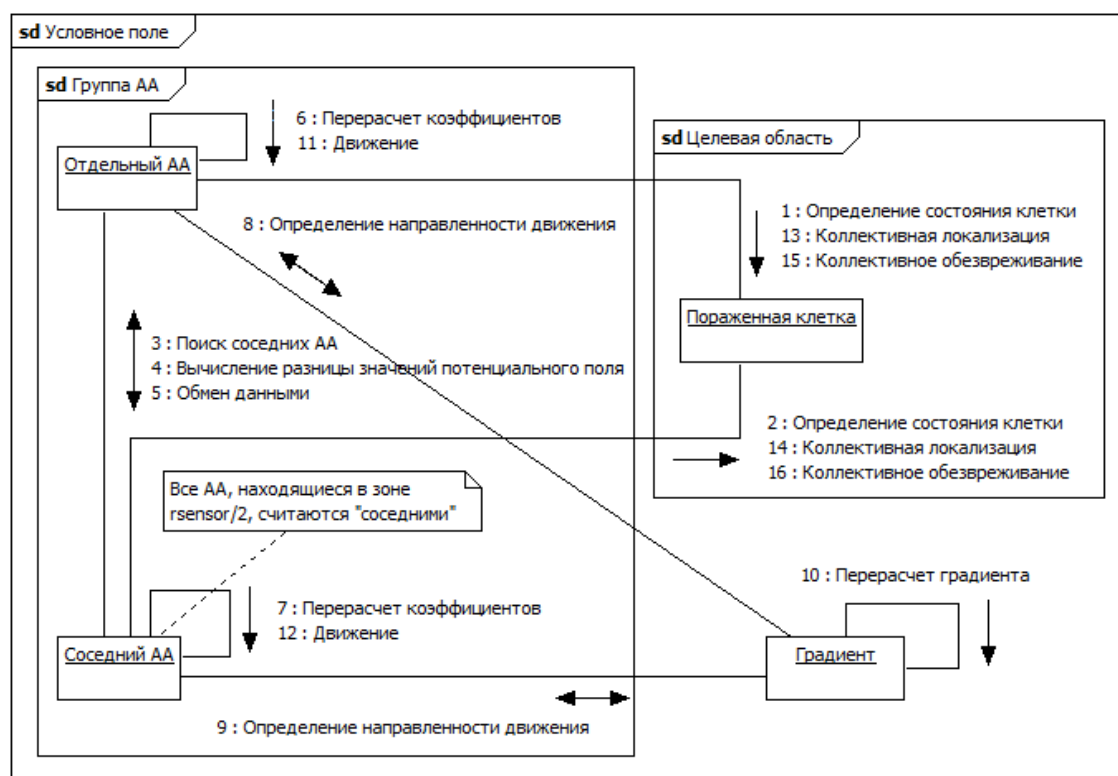 sd Условное поле
sd Группа АА
6 : Перерасчет коэффициентов
11 : Движение
Отдельный АА
sd Целевая область
8 : Определение направленности движения
1 : Определение состояния клетки
13 : Коллективная локализация
15 : Коллективное обезвреживание
Пораженная клетка
3 : Поиск соседних АА
4 : Вычисление разницы значений потенциального поля
5 : Обмен данными
2 : Определение состояния клетки
14 : Коллективная локализация
16 : Коллективное обезвреживание
Все АА, находящиеся в зоне
rsensor/2, считаются "соседними"
10 : Перерасчет градиента
7 : Перерасчет коэффициентов
12 : Движение
Соседний АА
Градиент
9 : Определение направленности движения